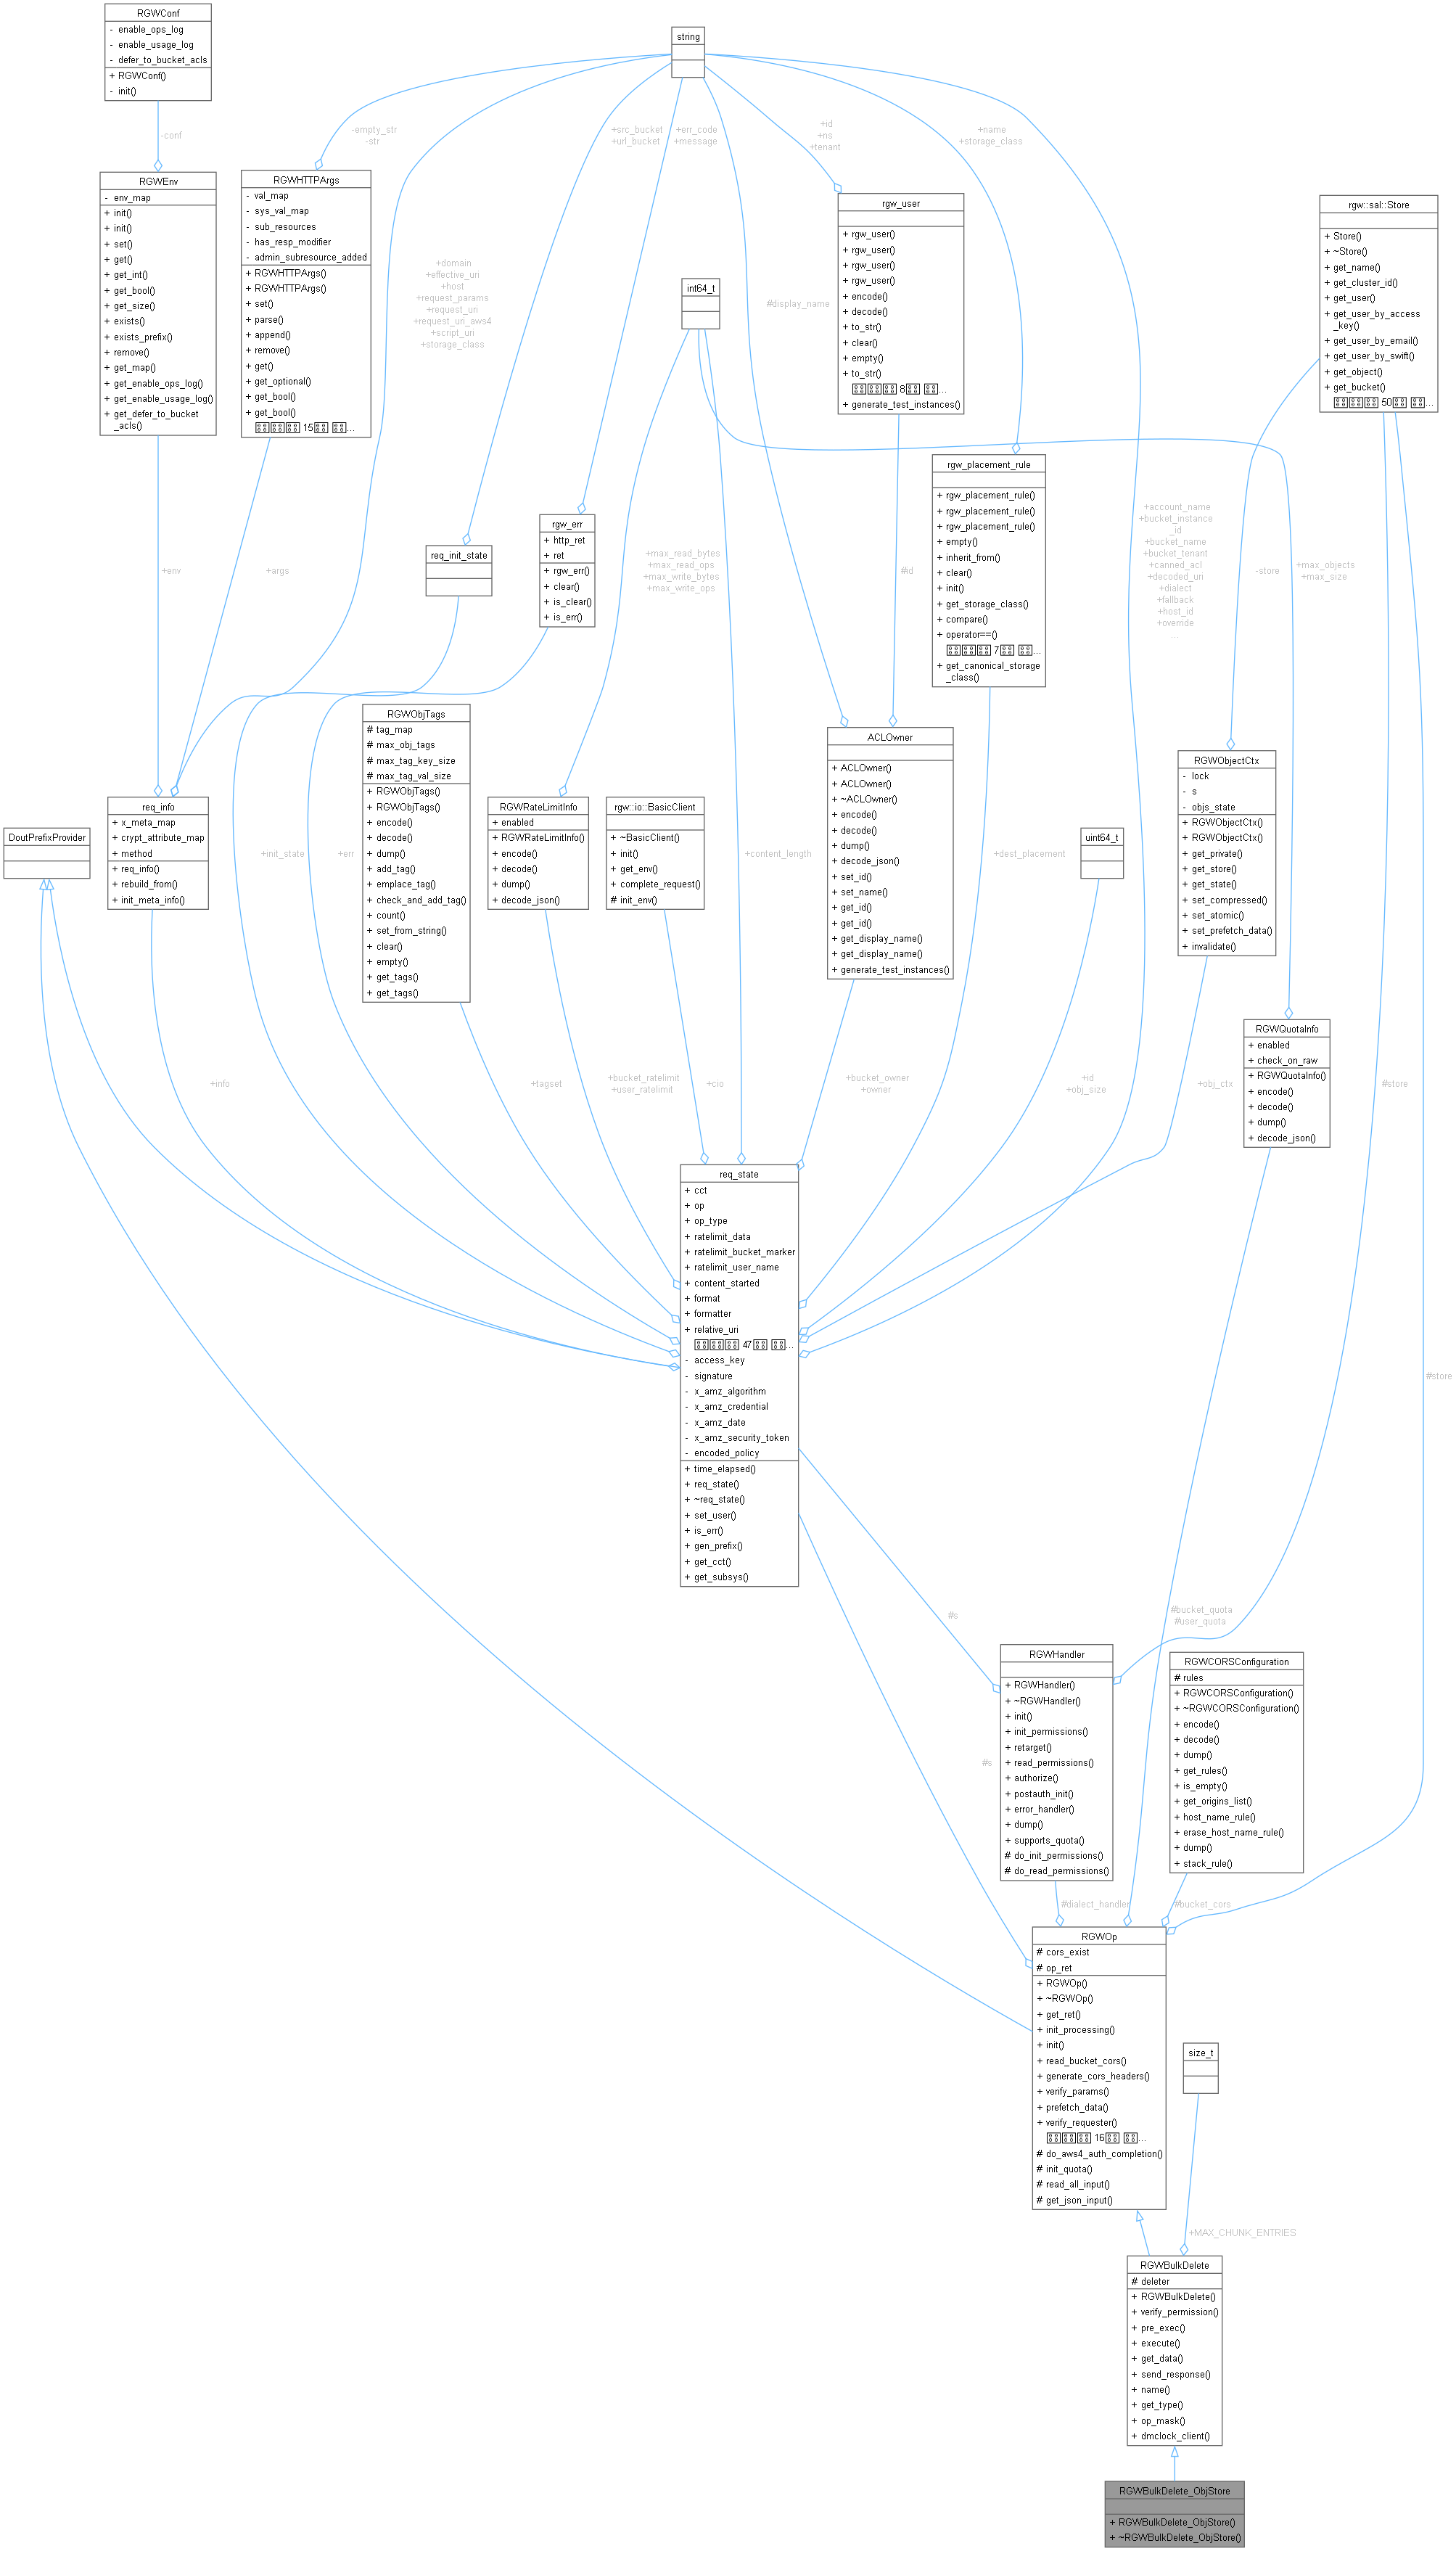 RGWConf
- enable_ops_log
- enable_usage_log
- defer_to_bucket_acls
+ RGWConf()
- init()
string
-conf
-empty_str
-str
+src_bucket
+url_bucket
+err_code
+message
+id
+ns
+tenant
+name
+storage_class
RGWEnv
- env_map
+ init()
+ init()
+ set()
+ get()
+ get_int()
+ get_bool()
+ get_size()
+ exists()
+ exists_prefix()
+ remove()
+ get_map()
+ get_enable_ops_log()
+ get_enable_usage_log()
+ get_defer_to_bucket
_acls()
RGWHTTPArgs
- val_map
- sys_val_map
- sub_resources
- has_resp_modifier
- admin_subresource_added
+ RGWHTTPArgs()
+ RGWHTTPArgs()
+ set()
+ parse()
+ append()
+ remove()
+ get()
+ get_optional()
+ get_bool()
+ get_bool()
15 ...
rgw_user
+ rgw_user()
+ rgw_user()
+ rgw_user()
+ rgw_user()
+ encode()
+ decode()
+ to_str()
+ clear()
+ empty()
+ to_str()
8 ...
+ generate_test_instances()
rgw::sal::Store
+ Store()
+ ~Store()
+ get_name()
+ get_cluster_id()
+ get_user()
+ get_user_by_access
_key()
+ get_user_by_email()
+ get_user_by_swift()
+ get_object()
+ get_bucket()
50 ...
+domain
+effective_uri
+host
+request_params
+request_uri
+request_uri_aws4
+script_uri
+storage_class
int64_t
#display_name
rgw_placement_rule
+ rgw_placement_rule()
+ rgw_placement_rule()
+ rgw_placement_rule()
+ empty()
+ inherit_from()
+ clear()
+ init()
+ get_storage_class()
+ compare()
+ operator==()
7 ...
+ get_canonical_storage
_class()
+env
+args
req_init_state
rgw_err
+ http_ret
+ ret
+ rgw_err()
+ clear()
+ is_clear()
+ is_err()
+max_read_bytes
+max_read_ops
+max_write_bytes
+max_write_ops
#id
+account_name
+bucket_instance
_id
+bucket_name
+bucket_tenant
+canned_acl
+decoded_uri
+dialect
+fallback
+host_id
+override
...
-store
+max_objects
+max_size
RGWObjTags
# tag_map
# max_obj_tags
# max_tag_key_size
# max_tag_val_size
+ RGWObjTags()
+ RGWObjTags()
+ encode()
+ decode()
+ dump()
+ add_tag()
+ emplace_tag()
+ check_and_add_tag()
+ count()
+ set_from_string()
+ clear()
+ empty()
+ get_tags()
+ get_tags()
ACLOwner
+ ACLOwner()
+ ACLOwner()
+ ~ACLOwner()
+ encode()
+ decode()
+ dump()
+ decode_json()
+ set_id()
+ set_name()
+ get_id()
+ get_id()
+ get_display_name()
+ get_display_name()
+ generate_test_instances()
RGWObjectCtx
- lock
- s
- objs_state
+ RGWObjectCtx()
+ RGWObjectCtx()
+ get_private()
+ get_store()
+ get_state()
+ set_compressed()
+ set_atomic()
+ set_prefetch_data()
+ invalidate()
DoutPrefixProvider
req_info
+ x_meta_map
+ crypt_attribute_map
+ method
+ req_info()
+ rebuild_from()
+ init_meta_info()
+init_state
+err
RGWRateLimitInfo
+ enabled
+ RGWRateLimitInfo()
+ encode()
+ decode()
+ dump()
+ decode_json()
rgw::io::BasicClient
+ ~BasicClient()
+ init()
+ get_env()
+ complete_request()
# init_env()
+content_length
+dest_placement
uint64_t
RGWQuotaInfo
+ enabled
+ check_on_raw
+ RGWQuotaInfo()
+ encode()
+ decode()
+ dump()
+ decode_json()
+info
+tagset
+bucket_ratelimit
+user_ratelimit
+cio
+bucket_owner
+owner
+id
+obj_size
+obj_ctx
#store
req_state
+ cct
+ op
+ op_type
+ ratelimit_data
+ ratelimit_bucket_marker
+ ratelimit_user_name
+ content_started
+ format
+ formatter
+ relative_uri
47 ...
- access_key
- signature
- x_amz_algorithm
- x_amz_credential
- x_amz_date
- x_amz_security_token
- encoded_policy
+ time_elapsed()
+ req_state()
+ ~req_state()
+ set_user()
+ is_err()
+ gen_prefix()
+ get_cct()
+ get_subsys()
#store
#s
#bucket_quota
#user_quota
RGWHandler
+ RGWHandler()
+ ~RGWHandler()
+ init()
+ init_permissions()
+ retarget()
+ read_permissions()
+ authorize()
+ postauth_init()
+ error_handler()
+ dump()
+ supports_quota()
# do_init_permissions()
# do_read_permissions()
RGWCORSConfiguration
# rules
+ RGWCORSConfiguration()
+ ~RGWCORSConfiguration()
+ encode()
+ decode()
+ dump()
+ get_rules()
+ is_empty()
+ get_origins_list()
+ host_name_rule()
+ erase_host_name_rule()
+ dump()
+ stack_rule()
#s
#dialect_handler
#bucket_cors
RGWOp
# cors_exist
# op_ret
+ RGWOp()
+ ~RGWOp()
+ get_ret()
+ init_processing()
+ init()
+ read_bucket_cors()
+ generate_cors_headers()
+ verify_params()
+ prefetch_data()
+ verify_requester()
16 ...
# do_aws4_auth_completion()
# init_quota()
# read_all_input()
# get_json_input()
size_t
+MAX_CHUNK_ENTRIES
RGWBulkDelete
# deleter
+ RGWBulkDelete()
+ verify_permission()
+ pre_exec()
+ execute()
+ get_data()
+ send_response()
+ name()
+ get_type()
+ op_mask()
+ dmclock_client()
RGWBulkDelete_ObjStore
+ RGWBulkDelete_ObjStore()
+ ~RGWBulkDelete_ObjStore()